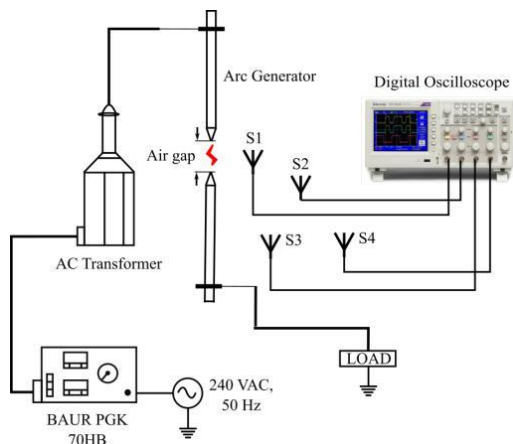 Arc Generator
Digital Oscilloscope
Air gap
S1
S2
S3
S4
AC Transformer
LOAD
240 VAC,
50 Hz
BAUR PGK
70HB